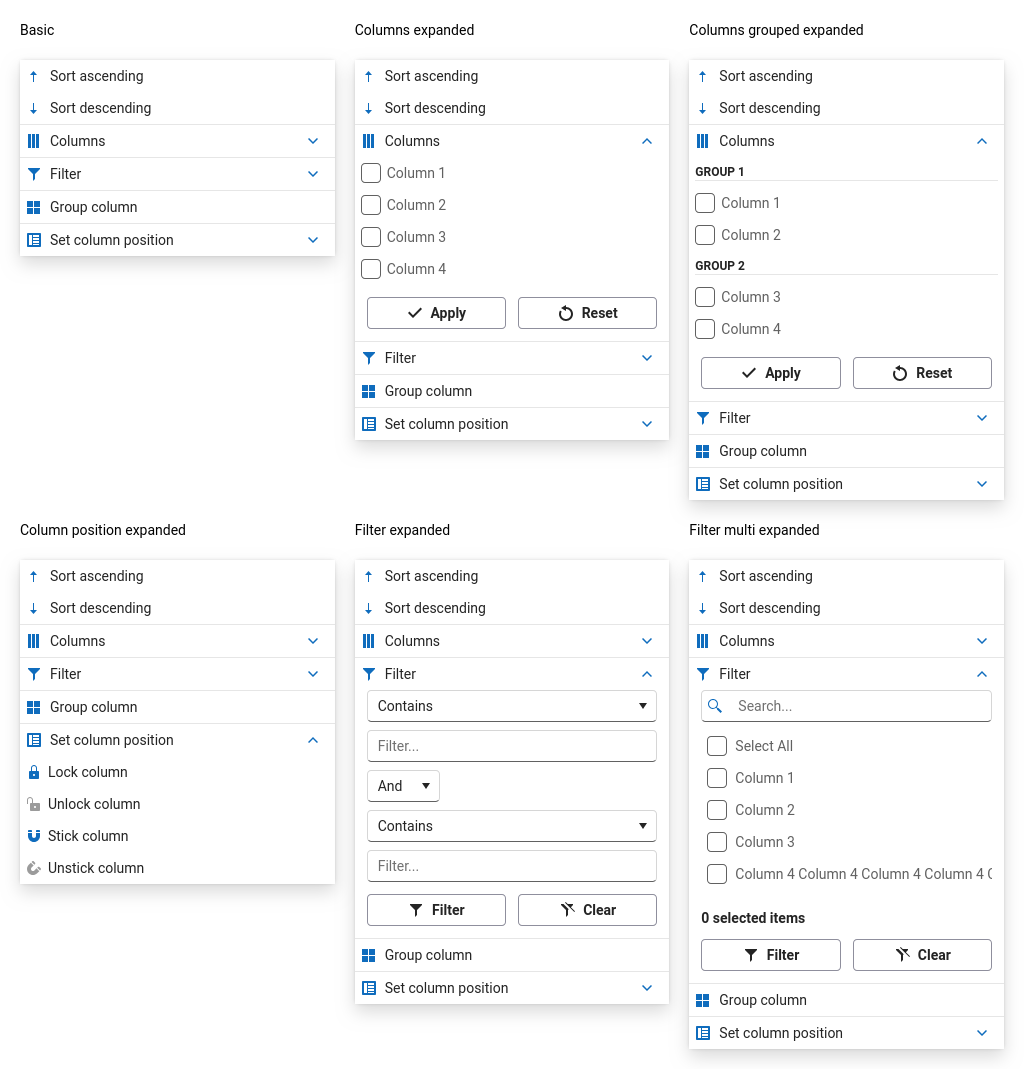 Basic
Sort ascending
Sort descending
Columns
Filter
Group column
Set column position
Columns expanded
Sort ascending
Sort descending
Columns
Column 1
Column 2
Column 3
Column 4
Apply Reset
Filter
Group column
Set column position
Columns grouped expanded
Sort ascending
Sort descending
Columns
GROUP 1
Column 1
Column 2
GROUP 2
Column 3
Column 4
Apply Reset
Filter
Group column
Set column position
Column position expanded
Sort ascending
Sort descending
Columns
Filter
Group column
Set column position
Lock column
Unlock column
Stick column
Unstick column
Filter expanded
Sort ascending
Sort descending
Columns
Filter
Contains
Filter...
And
Contains
Filter...
Filter Clear
Group column
Set column position
Filter multi expanded
Sort ascending
Sort descending
Columns
Filter
Search...
Select All
Column 1
Column 2
Column 3
Column 4 Column 4 Column 4 Column 4 C
0 selected items
Filter Clear
Group column
Set column position